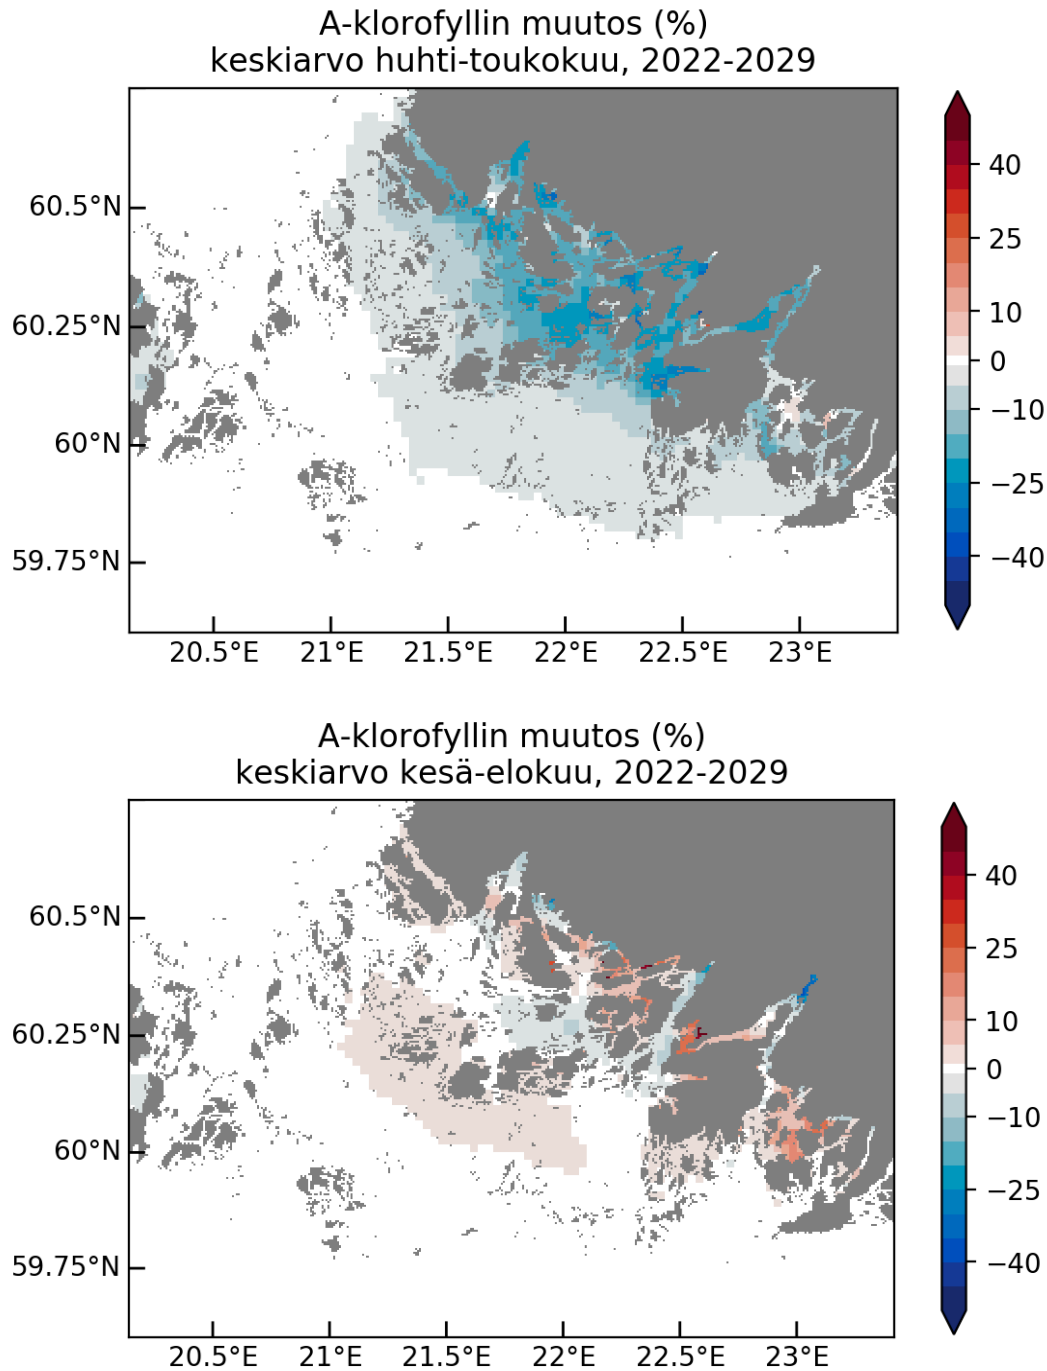 A-klorofyllin muutos (%)
keskiarvo huhti-toukokuu, 2022-2029
60.5°N
60.25°N
60°N
59.75°N
20.5°E 21°E 21.5°E 22°E 22.5°E 23°E
40
25
10
0
−10
−25
−40
A-klorofyllin muutos (%)
keskiarvo kesä-elokuu, 2022-2029
60.5°N
60.25°N
60°N
59.75°N
20.5°E 21°E 21.5°E 22°E 22.5°E 23°E
40
25
10
0
−10
−25
−40